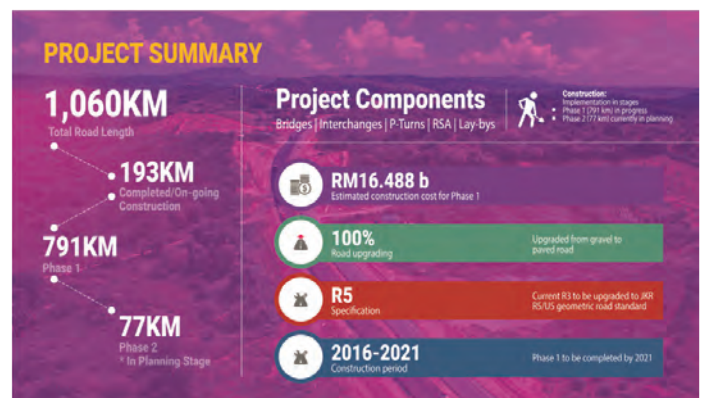 PROJECT SUMMARY
1,060KM
Total Road Length
193KM
Completed/On-going
Construction
791KM
Phase 1
77KM
Phase 2
* In Planning Stage
Project Components
Bridges | Interchanges | P-Turns | RSA | Lay-bys
Construction:
Implementation in stages
• Phase 1 (791 km) in progress
• Phase 2 (77 km) currently in planning
RM16.488 b
Estimated construction cost for Phase 1
100%
Road upgrading
Upgraded from gravel to
paved road
R5
Specification
Current R3 to be upgraded to JKR
R5/U5 geometric road standard
2016-2021
Construction period
Phase 1 to be completed by 2021